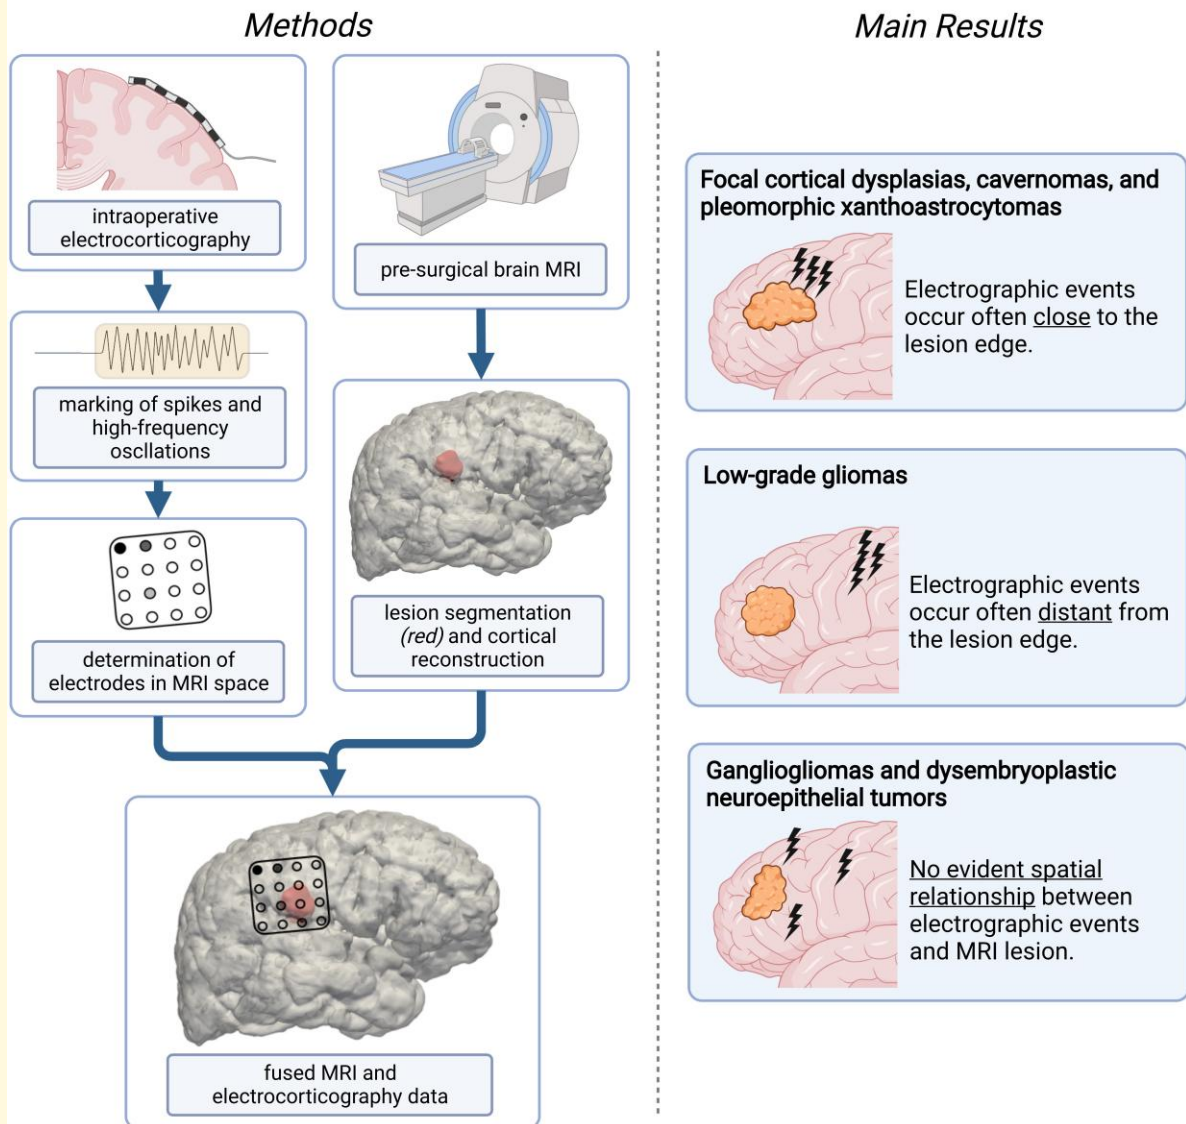 Methods
intraoperative
electrocorticography
marking of spikes and
high-frequency
oscllations
determination of
electrodes in MRI space
pre-surgical brain MRI
lesion segmentation
(red) and cortical
reconstruction
fused MRI and
electrocorticography data
Main Results
Focal cortical dysplasias, cavernomas, and
pleomorphic xanthoastrocytomas
Electrographic events
occur often close to the
lesion edge.
Low-grade gliomas
Electrographic events
occur often distant from
the lesion edge.
Gangliogliomas and dysembryoplastic
neuroepithelial tumors
No evident spatial
relationship between
electrographic events
and MRI lesion.